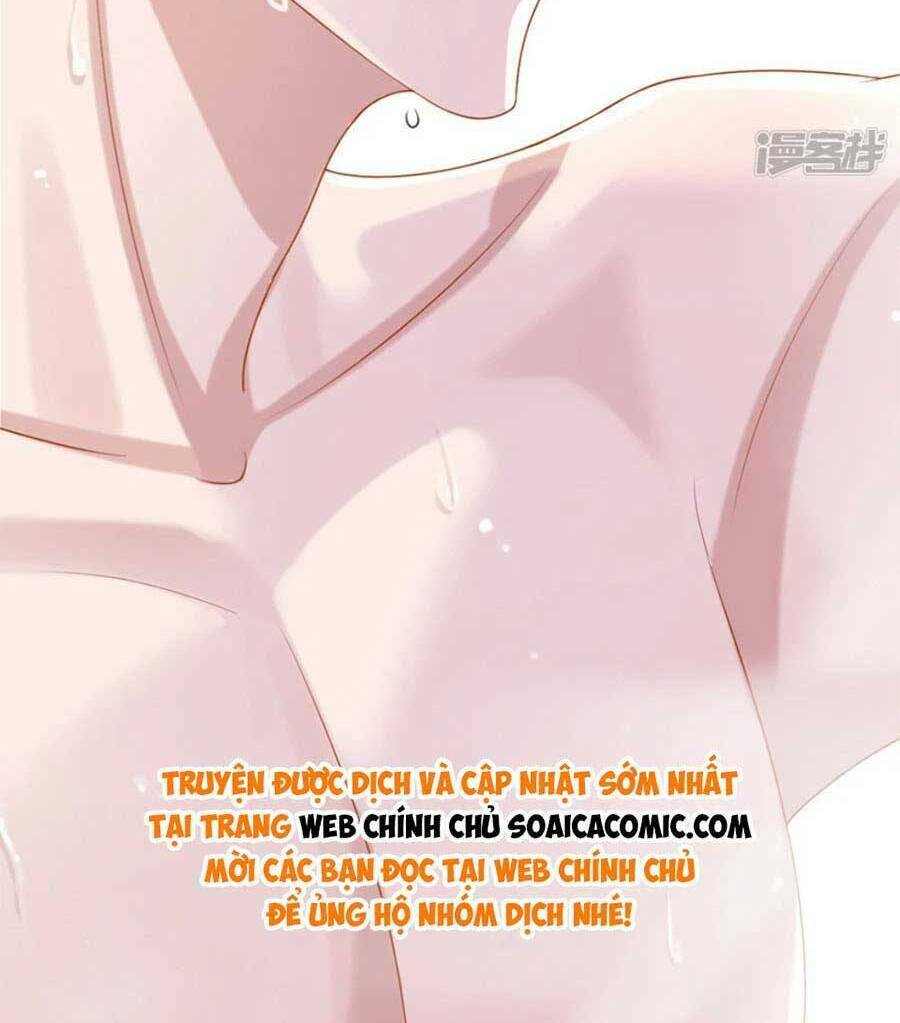 漫客栈
TRUYỆN ĐƯỢC DỊCH VÀ CẬP NHẬT SỚM NHẤT
TẠI TRANG WEB CHÍNH CHỦ SOAICACOMIC.COM
MỜI CÁC BẠN ĐỌC TẠI WEB CHÍNH CHỦ
ĐỂ ỦNG HỘ NHÓM DỊCH NHÉ!